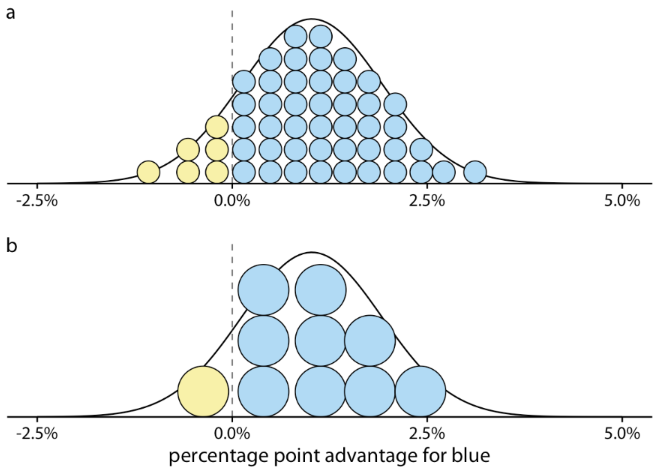 a
-2.5% 0.0% 2.5% 5.0%
b
-2.5% 0.0% 2.5% 5.0%
percentage point advantage for blue